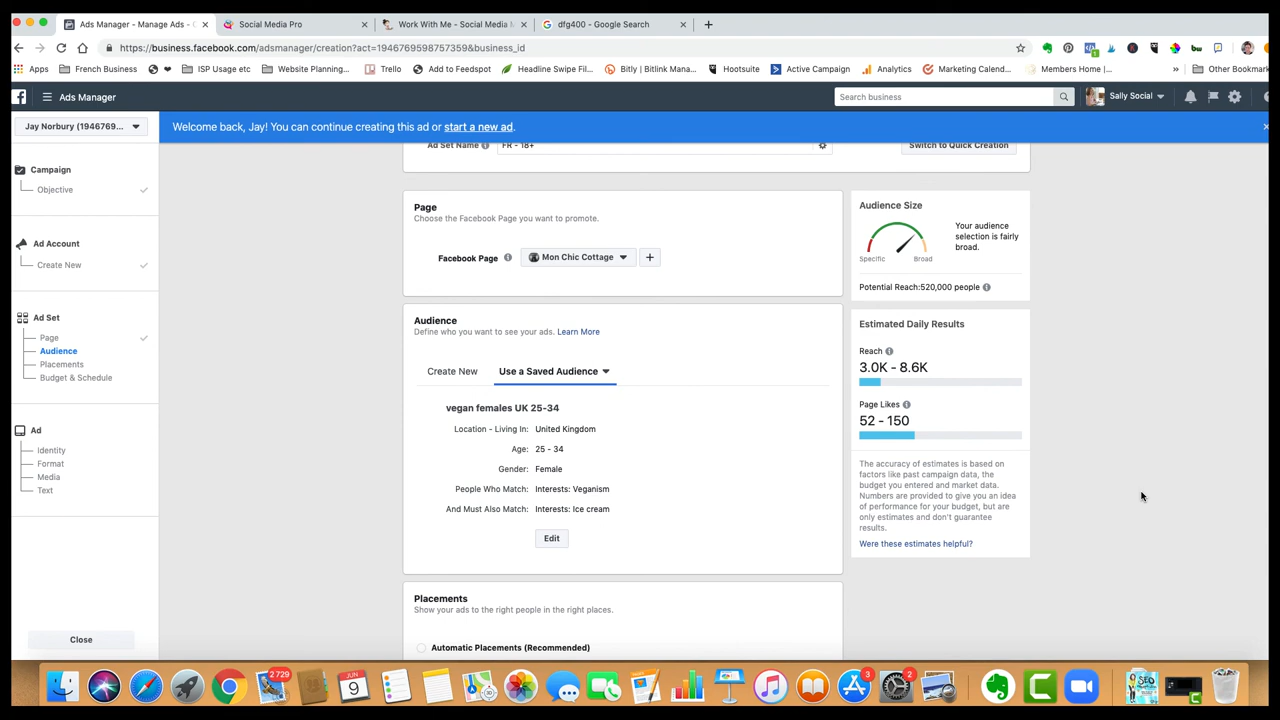 Ads Manager - Manage Ads - C
Social Media Pro
Work With Me - Social Media M
dfg400 - Google Search
https://business.facebook.com/adsmanager/creation?act=1946769598757359&business_id
Apps
French Business
ISP Usage etc
Website Planning...
Trello
Add to Feedspot
Headline Swipe Fil...
Bitly | Bitlink Mana...
Hootsuite
Active Campaign
Analytics
Marketing Calend...
Members Home |...
Other Bookmark
Ads Manager
Search business
Sally Social
Jay Norbury (1946769...
Welcome back, Jay! You can continue creating this ad or start a new ad.
Campaign
Objective
Ad Account
Create New
Ad Set
Page
Audience
Placements
Budget & Schedule
Ad
Identity
Format
Media
Text
Close
Ad Set Name
FR - 18+
Switch to Quick Creation
Page
Choose the Facebook Page you want to promote.
Facebook Page
Mon Chic Cottage
Audience
Define who you want to see your ads. Learn More
Create New
Use a Saved Audience
vegan females UK 25-34
Location - Living In: United Kingdom
Age: 25 - 34
Gender: Female
People Who Match: Interests: Veganism
And Must Also Match: Interests: Ice cream
Edit
Placements
Show your ads to the right people in the right places.
Automatic Placements (Recommended)
Audience Size
Your audience
selection is fairly
broad.
Specific
Broad
Potential Reach:520,000 people
Estimated Daily Results
Reach
3.0K - 8.6K
Page Likes
52 - 150
The accuracy of estimates is based on
factors like past campaign data, the
budget you entered and market data.
Numbers are provided to give you an idea
of performance for your budget, but are
only estimates and don't guarantee
results.
Were these estimates helpful?
2 729
JUN
9
3
2
SEO